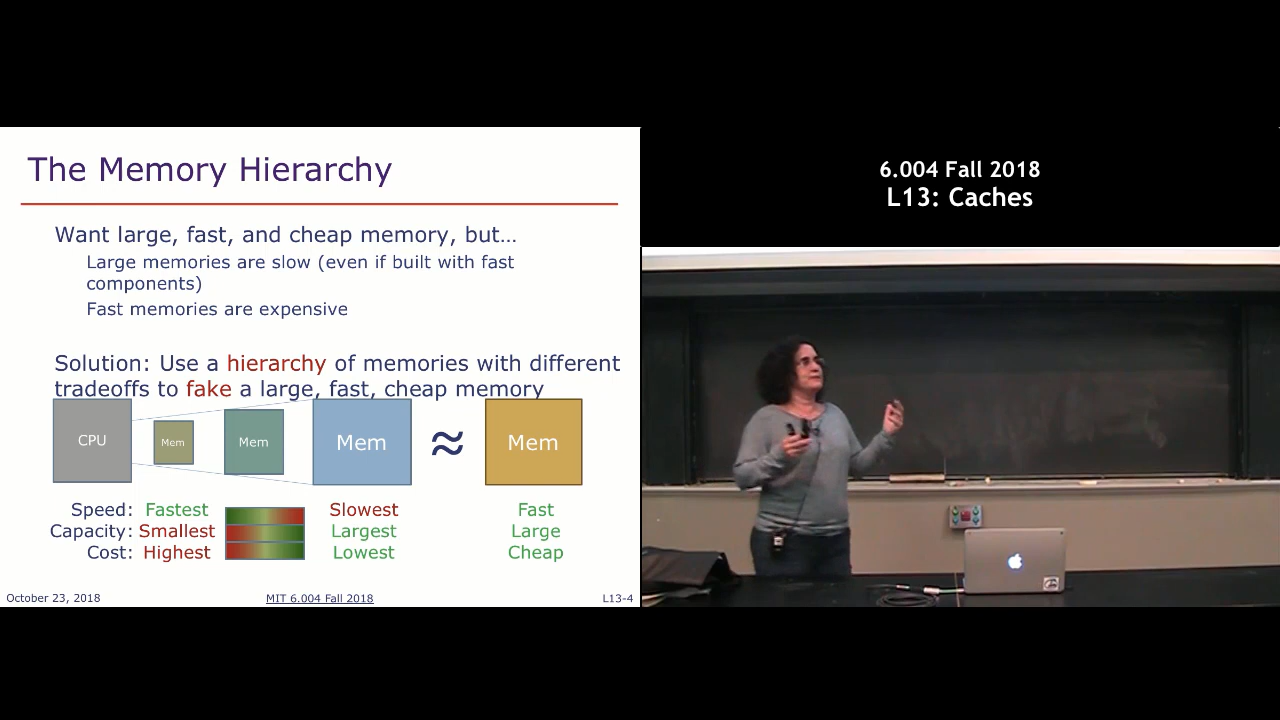 The Memory Hierarchy
Want large, fast, and cheap memory, but…
Large memories are slow (even if built with fast
components)
Fast memories are expensive
Solution: Use a hierarchy of memories with different
tradeoffs to fake a large, fast, cheap memory
CPU
Mem
Mem
Mem
≈
Mem
Speed: Fastest Slowest Fast
Capacity: Smallest Largest Large
Cost: Highest Lowest Cheap
October 23, 2018 MIT 6.004 Fall 2018 L13-4
6.004 Fall 2018
L13: Caches